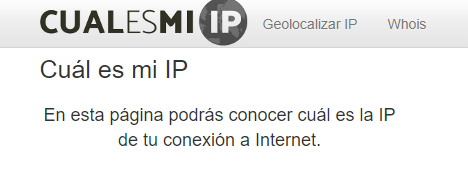 CUALESMI IP Geolocalizar IP Whois
Cuál es mi IP
En esta página podrás conocer cuál es la IP
de tu conexión a Internet.